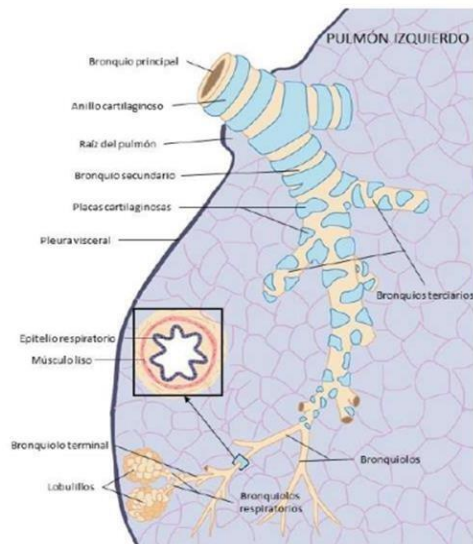 PULMÓN IZQUIERDO
Bronquio principal
Anillo cartilaginoso
Raíz del pulmón
Bronquio secundario
Placas cartilaginosas
Pleura visceral
Bronquios terciarios
Epitelio respiratorio
Músculo liso
Bronquiolo terminal
Bronquiolos
Lobulillos
Bronquiolos
respiratorios